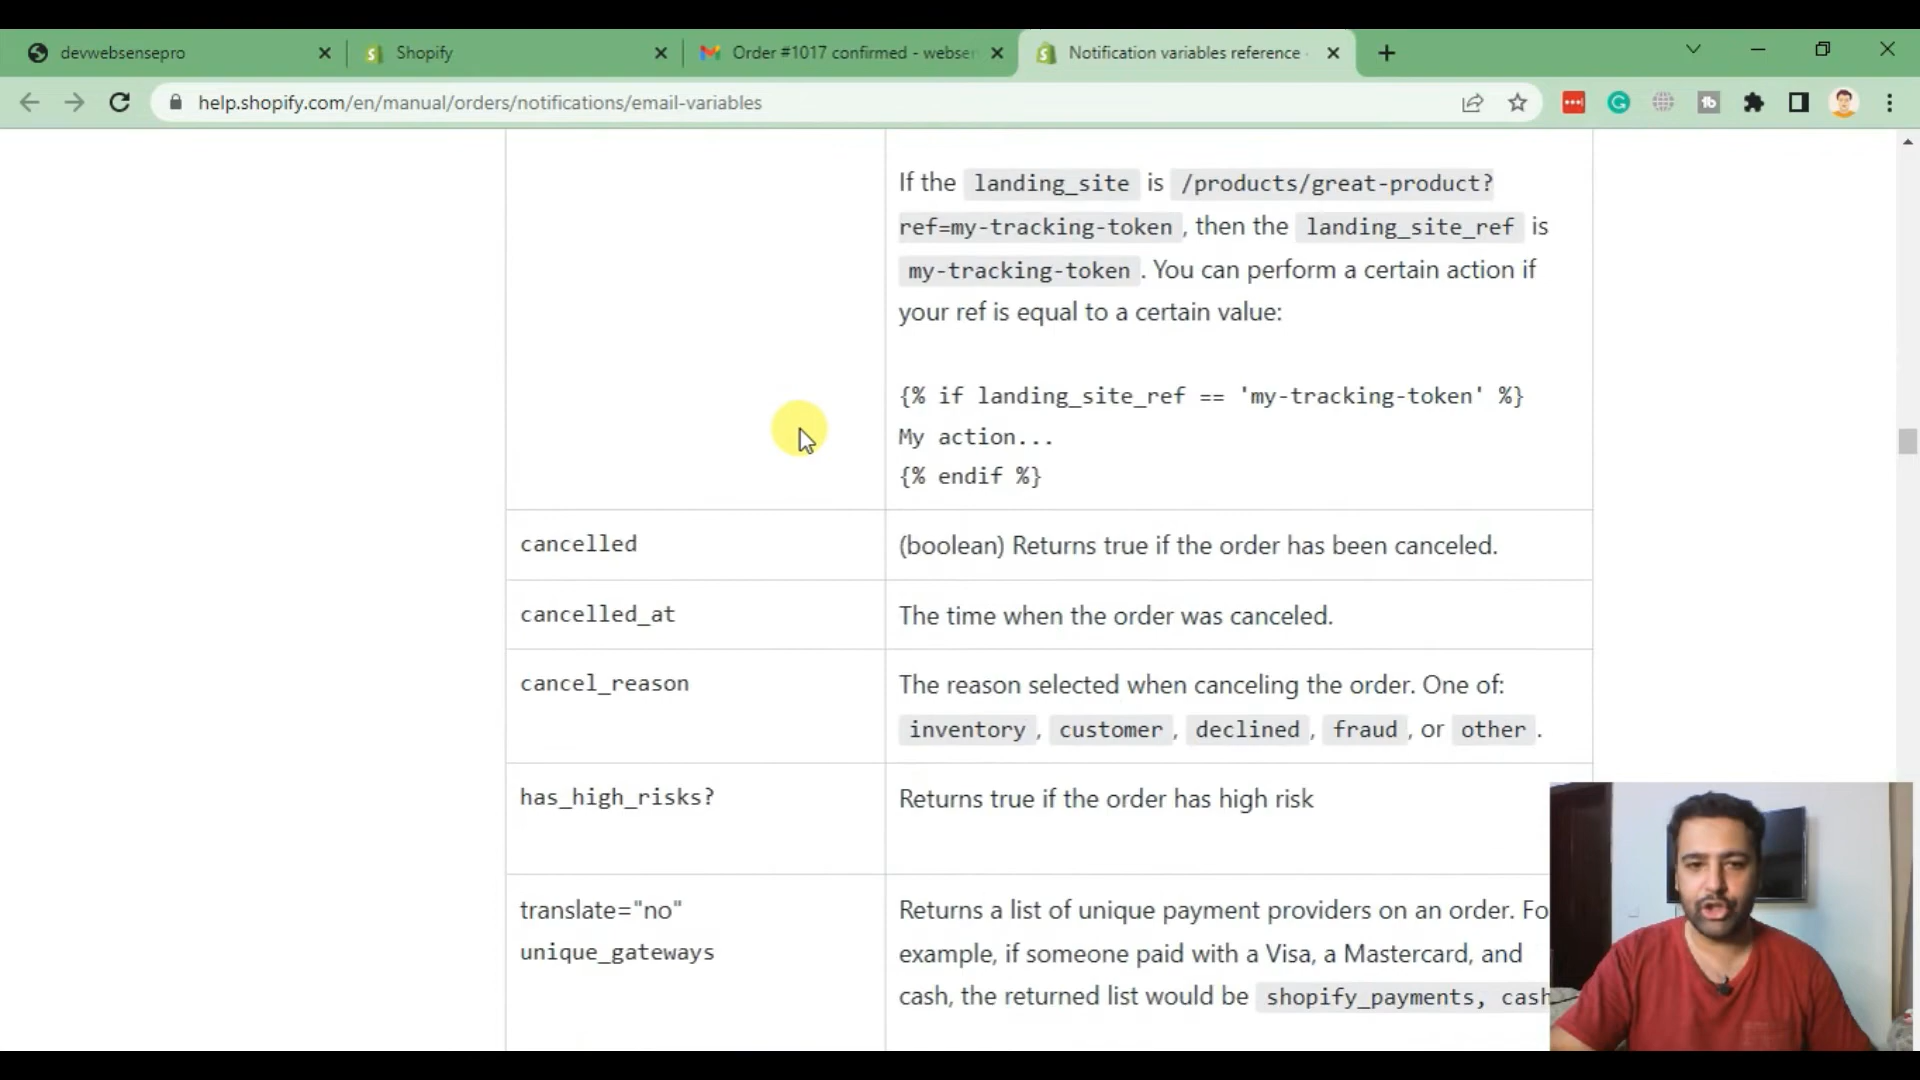 devwebsensepro
Shopify
Order #1017 confirmed - webse
Notification variables reference
help.shopify.com/en/manual/orders/notifications/email-variables
If the landing_site is /products/great-product?
ref=my-tracking-token, then the landing_site_ref is
my-tracking-token. You can perform a certain action if
your ref is equal to a certain value:
{% if landing_site_ref == 'my-tracking-token' %}
My action...
{% endif %}
cancelled
(boolean) Returns true if the order has been canceled.
cancelled_at
The time when the order was canceled.
cancel_reason
The reason selected when canceling the order. One of:
inventory, customer, declined, fraud, or other.
has_high_risks?
Returns true if the order has high risk
translate="no"
unique_gateways
Returns a list of unique payment providers on an order. Fo
example, if someone paid with a Visa, a Mastercard, and
cash, the returned list would be shopify_payments, cash